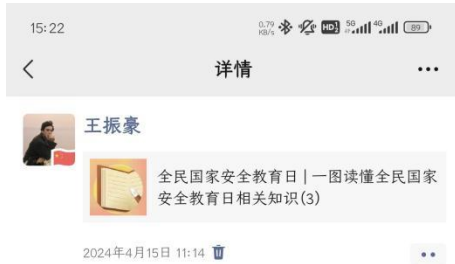 15:22
0.79 KB/s HD 5G 4G 89
详情
王振豪
全民国家安全教育日 | 一图读懂全民国家
安全教育日相关知识(3)
2024年4月15日 11:14